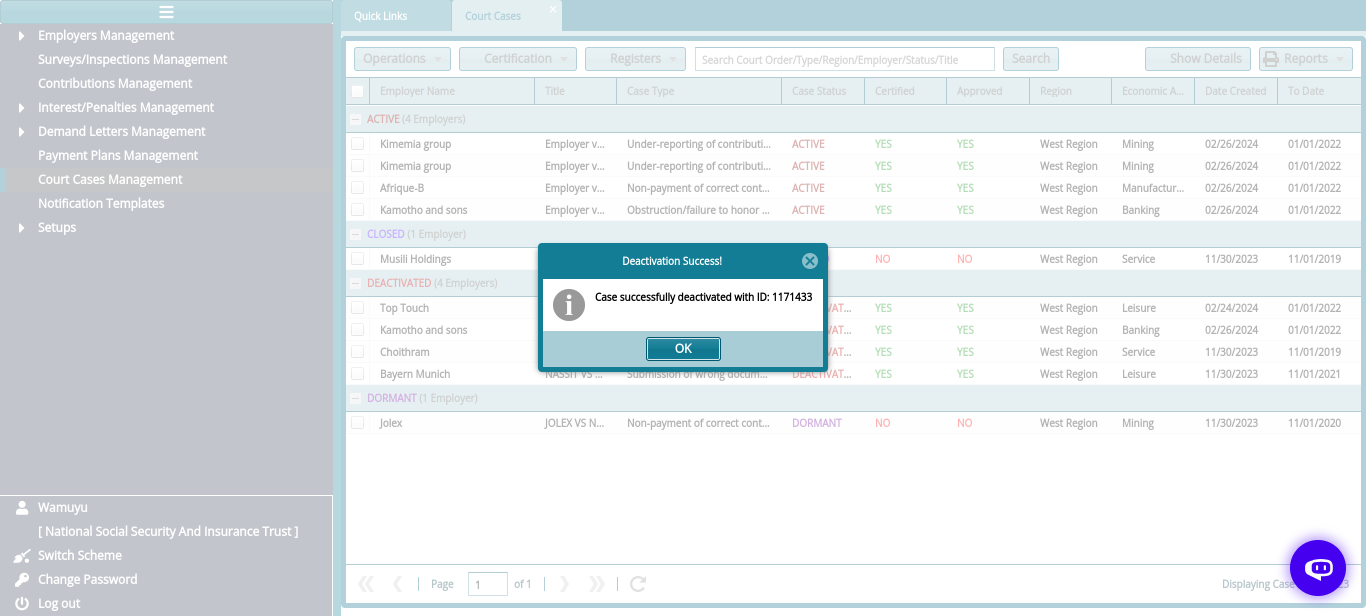 Quick Links
Court Cases
Employers Management
Surveys/Inspections Management
Contributions Management
Interest/Penalties Management
Demand Letters Management
Payment Plans Management
Court Cases Management
Notification Templates
Setups
Wamuyu
[ National Social Security And Insurance Trust ]
Switch Scheme
Change Password
Log out
Operations Certification Registers Search Court Order/Type/Region/Employer/Status/Title Search Show Details Reports
Employer Name Title Case Type Case Status Certified Approved Region Economic A... Date Created To Date
ACTIVE (4 Employers)
Kimemia group Employer v... Under-reporting of contributi... ACTIVE YES YES West Region Mining 02/26/2024 01/01/2022
Kimemia group Employer v... Under-reporting of contributi... ACTIVE YES YES West Region Mining 02/26/2024 01/01/2022
Afrique-B Employer v... Non-payment of correct cont... ACTIVE YES YES West Region Manufactur... 02/26/2024 01/01/2022
Kamotho and sons Employer v... Obstruction/failure to honor ... ACTIVE YES YES West Region Banking 02/26/2024 01/01/2022
CLOSED (1 Employer)
Musili Holdings NO NO West Region Service 11/30/2023 01/01/2019
DEACTIVATED (4 Employers)
Top Touch VAT... YES YES West Region Leisure 02/24/2024 01/01/2022
Kamotho and sons VAT... YES YES West Region Banking 02/26/2024 01/01/2022
Choithram VAT... YES YES West Region Service 11/30/2023 11/01/2019
Bayern Munich NASSIT VS ... Submission of wrong docum... DEACTIVAT... YES YES West Region Leisure 11/30/2023 11/01/2021
DORMANT (1 Employer)
Jolex JOLEX VS N... Non-payment of correct cont... DORMANT NO NO West Region Mining 11/30/2023 11/01/2020
Deactivation Success!
Case successfully deactivated with ID: 1171433
OK
Page 1 of 1
Displaying Case